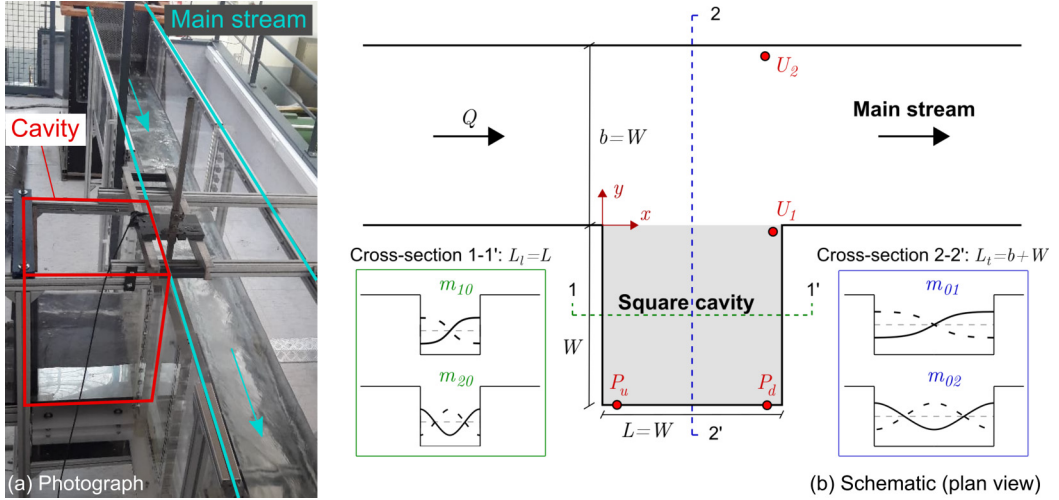 Main stream
Cavity
(a) Photograph
2
U2
Q
b=W
Main stream
y
x
U1
Cross-section 1-1': Ll=L
Cross-section 2-2': Lt=b+W
m10
m20
1
1'
Square cavity
W
m01
m02
Pu
Pd
L=W
2'
(b) Schematic (plan view)